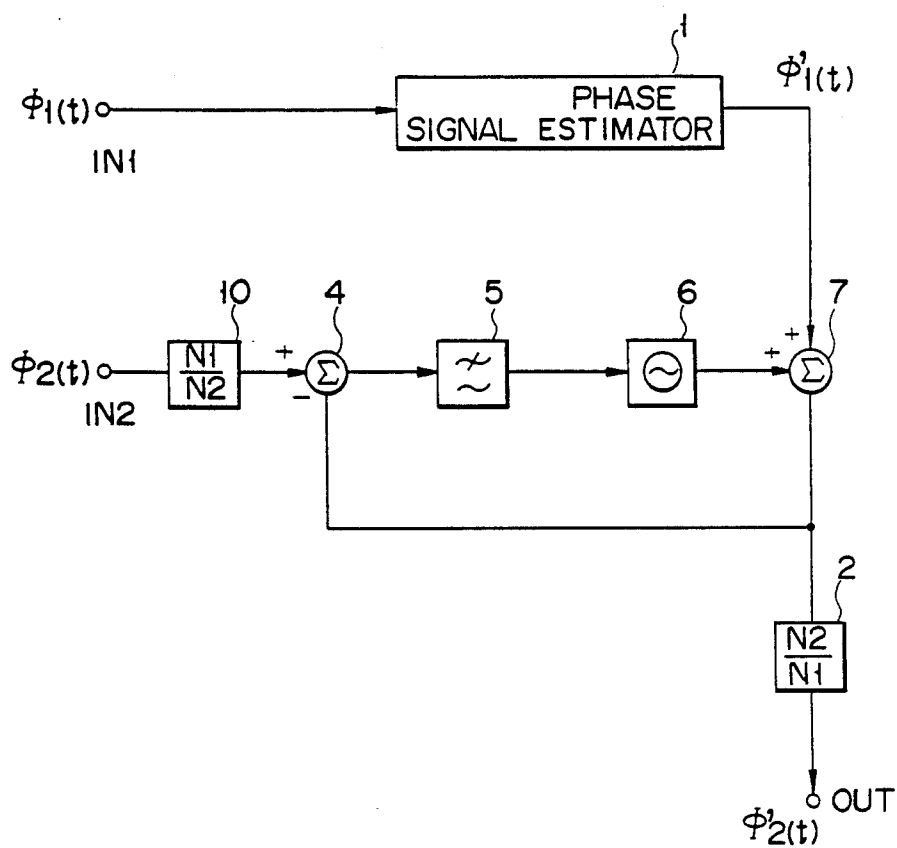 1
Φ'1(t)
Φ1(t)
PHASE
SIGNAL ESTIMATOR
IN1
10
4
5
6
7
+
+
+
Φ2(t)
N1
N2
Σ
Σ
−
IN2
2
N2
N1
OUT
Φ'2(t)